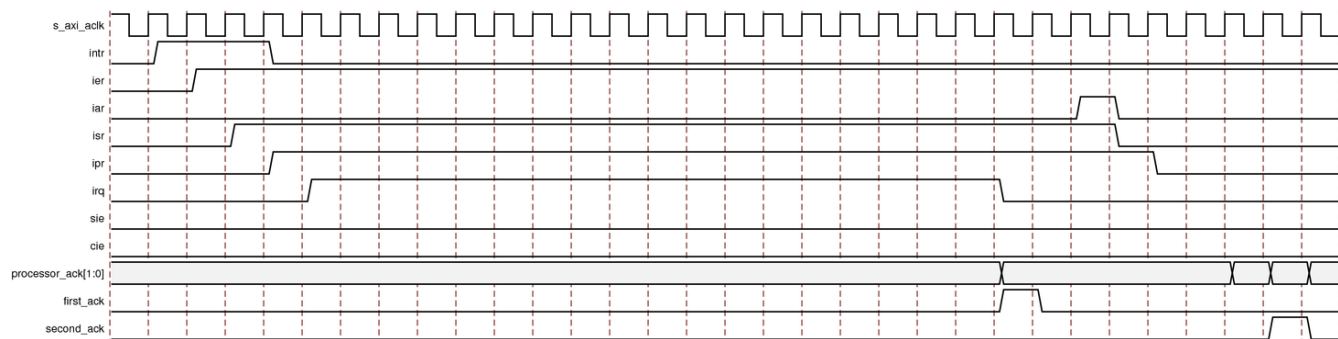 s_axi_aclk
intr
ier
iar
isr
ipr
irq
sie
cie
processor_ack[1:0]
first_ack
second_ack